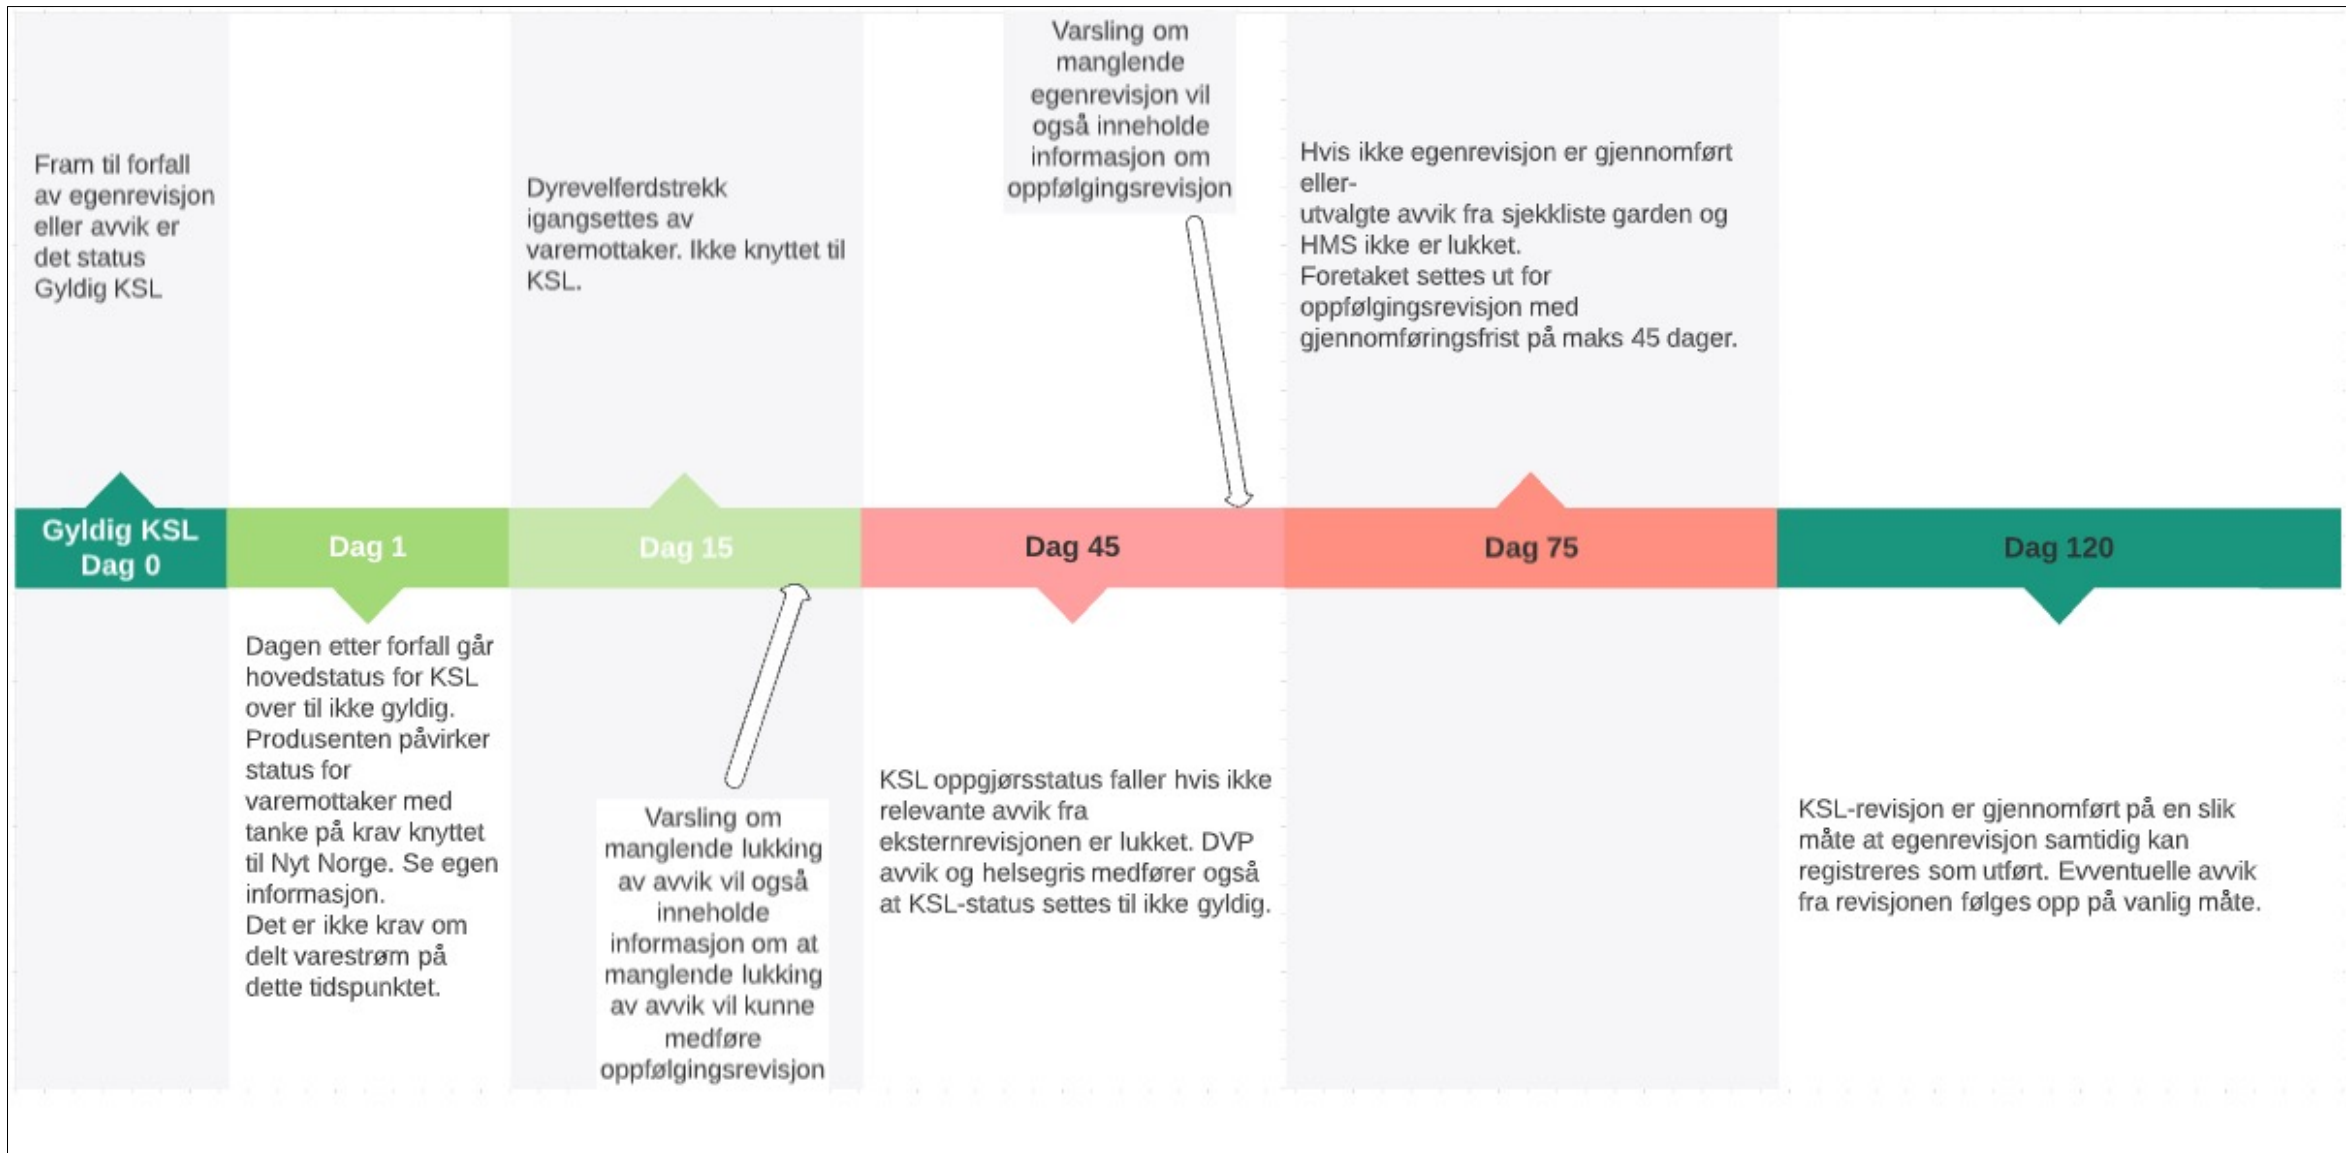 Varsling om
manglende
egenrevisjon vil
også inneholde
informasjon om
oppfølgingsrevisjon
Fram til forfall
av egenrevisjon
eller avvik er
det status
Gyldig KSL
Dyrevelferdstrekk
igangsettes av
varemottaker. Ikke knyttet til
KSL.
Hvis ikke egenrevisjon er gjennomført
eller-
utvalgte avvik fra sjekkliste garden og
HMS ikke er lukket.
Foretaket settes ut for
oppfølgingsrevisjon med
gjennomføringsfrist på maks 45 dager.
Gyldig KSL
Dag 0
Dag 1
Dag 15
Dag 45
Dag 75
Dag 120
Dagen etter forfall går
hovedstatus for KSL
over til ikke gyldig.
Produsenten påvirker
status for
varemottaker med
tanke på krav knyttet
til Nyt Norge. Se egen
informasjon.
Det er ikke krav om
delt varestrøm på
dette tidspunktet.
Varsling om
manglende lukking
av avvik vil også
inneholde
informasjon om at
manglende lukking
av avvik vil kunne
medføre
oppfølgingsrevisjon
KSL oppgjørsstatus faller hvis ikke
relevante avvik fra
eksternrevisjonen er lukket. DVP
avvik og helsegris medfører også
at KSL-status settes til ikke gyldig.
KSL-revisjon er gjennomført på en slik
måte at egenrevisjon samtidig kan
registreres som utført. Evventuelle avvik
fra revisjonen følges opp på vanlig måte.